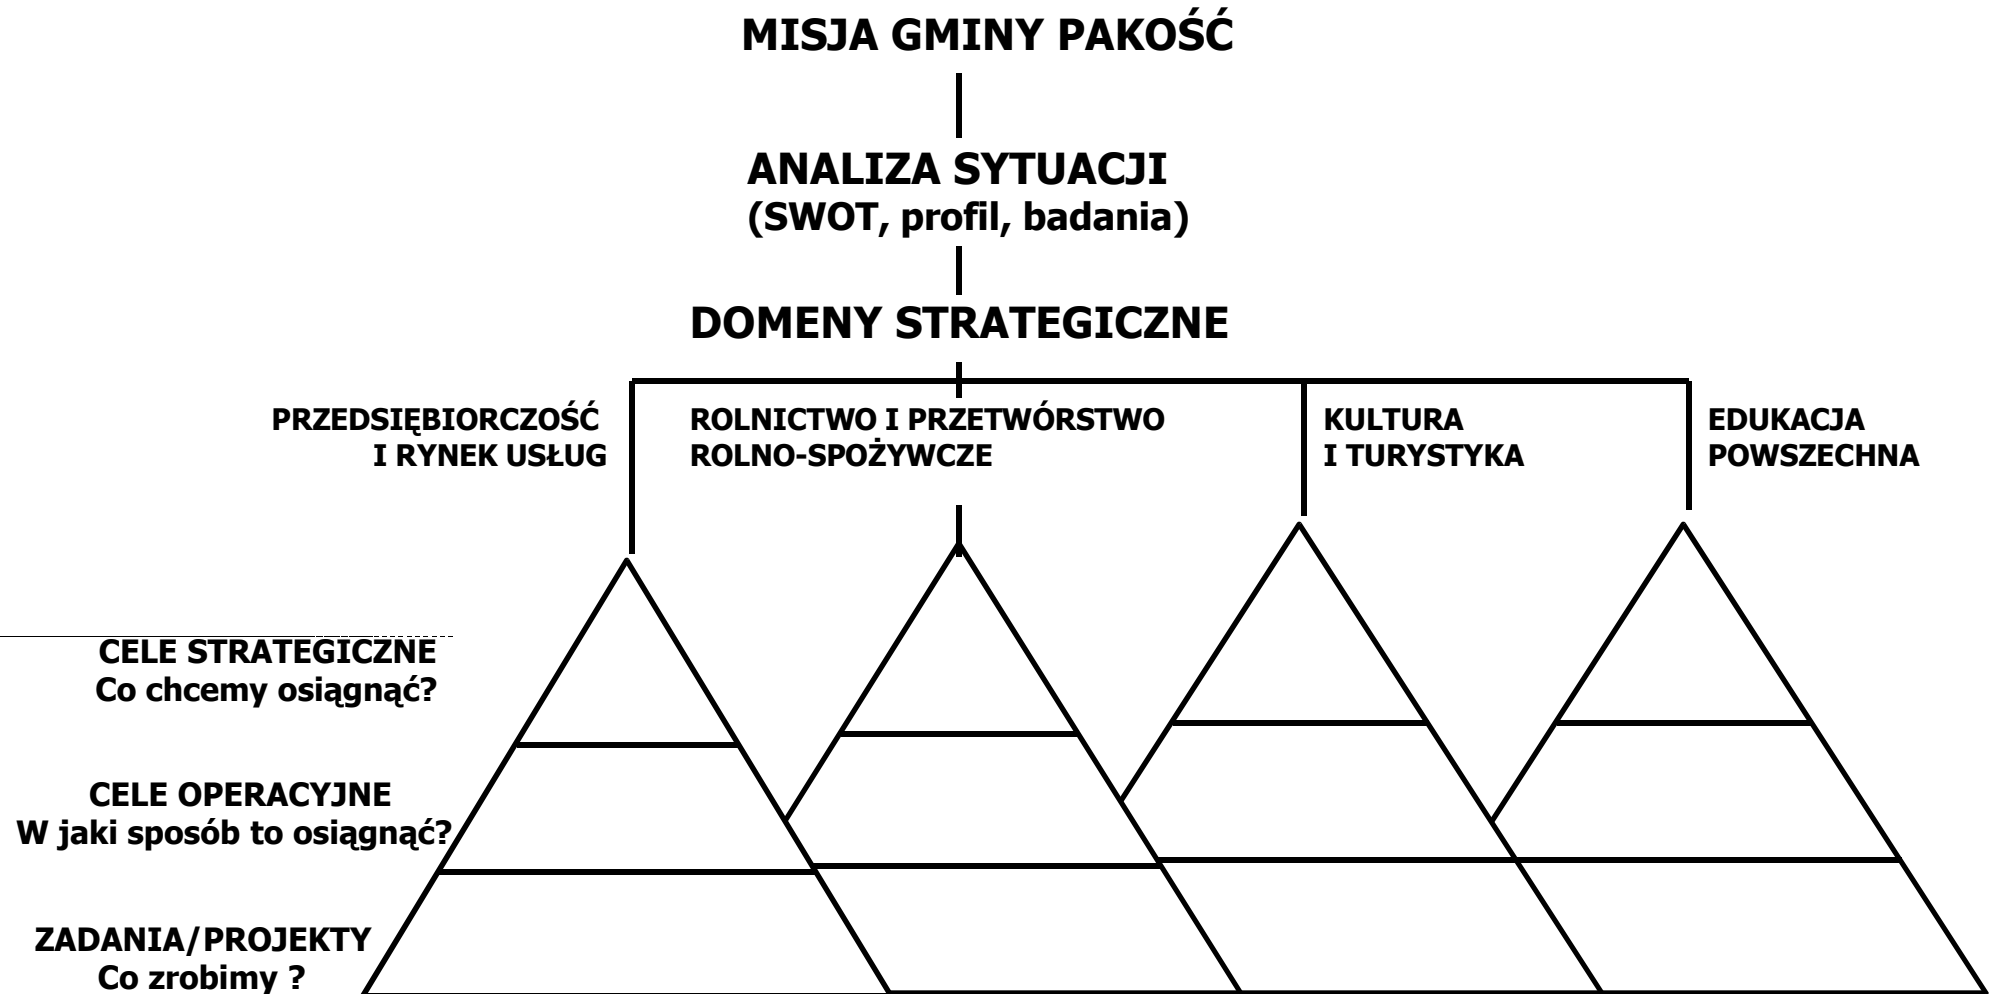 MISJA GMINY PAKOŚĆ
ANALIZA SYTUACJI
(SWOT, profil, badania)
DOMENY STRATEGICZNE
PRZEDSIĘBIORCZOŚĆ
I RYNEK USŁUG
ROLNICTWO I PRZETWÓRSTWO
ROLNO-SPOŻYWCZE
KULTURA
I TURYSTYKA
EDUKACJA
POWSZECHNA
CELE STRATEGICZNE
Co chcemy osiągnąć?
CELE OPERACYJNE
W jaki sposób to osiągnąć?
ZADANIA/PROJEKTY
Co zrobimy ?